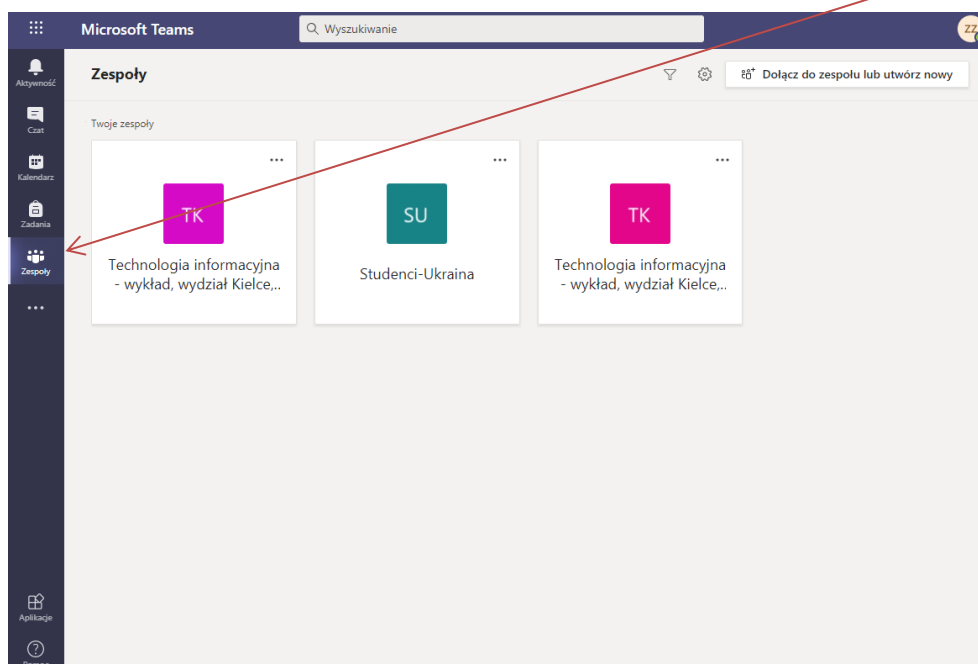 Microsoft Teams
Wyszukiwanie
ZZ
Aktywność
Czat
Kalendarz
Zadania
Zespoły
Aplikacje
Zespoły
Dołącz do zespołu lub utwórz nowy
Twoje zespoły
TK
Technologia informacyjna
- wykład, wydział Kielce,..
SU
Studenci-Ukraina
TK
Technologia informacyjna
- wykład, wydział Kielce,..